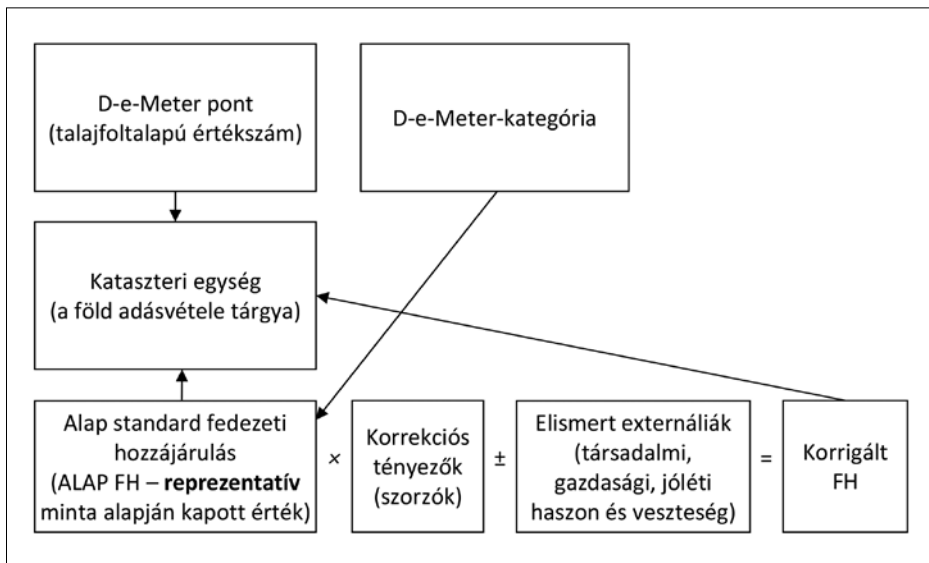 D-e-Meter pont
(talajfoltalapú értékszám)
D-e-Meter-kategória
Kataszteri egység
(a föld adásvétele tárgya)
Alap standard fedezeti
hozzájárulás
(ALAP FH – reprezentatív
minta alapján kapott érték)
×
Korrekciós
tényezők
(szorzók)
±
Elismert externáliák
(társadalmi,
gazdasági, jóléti
haszon és veszteség)
=
Korrigált
FH